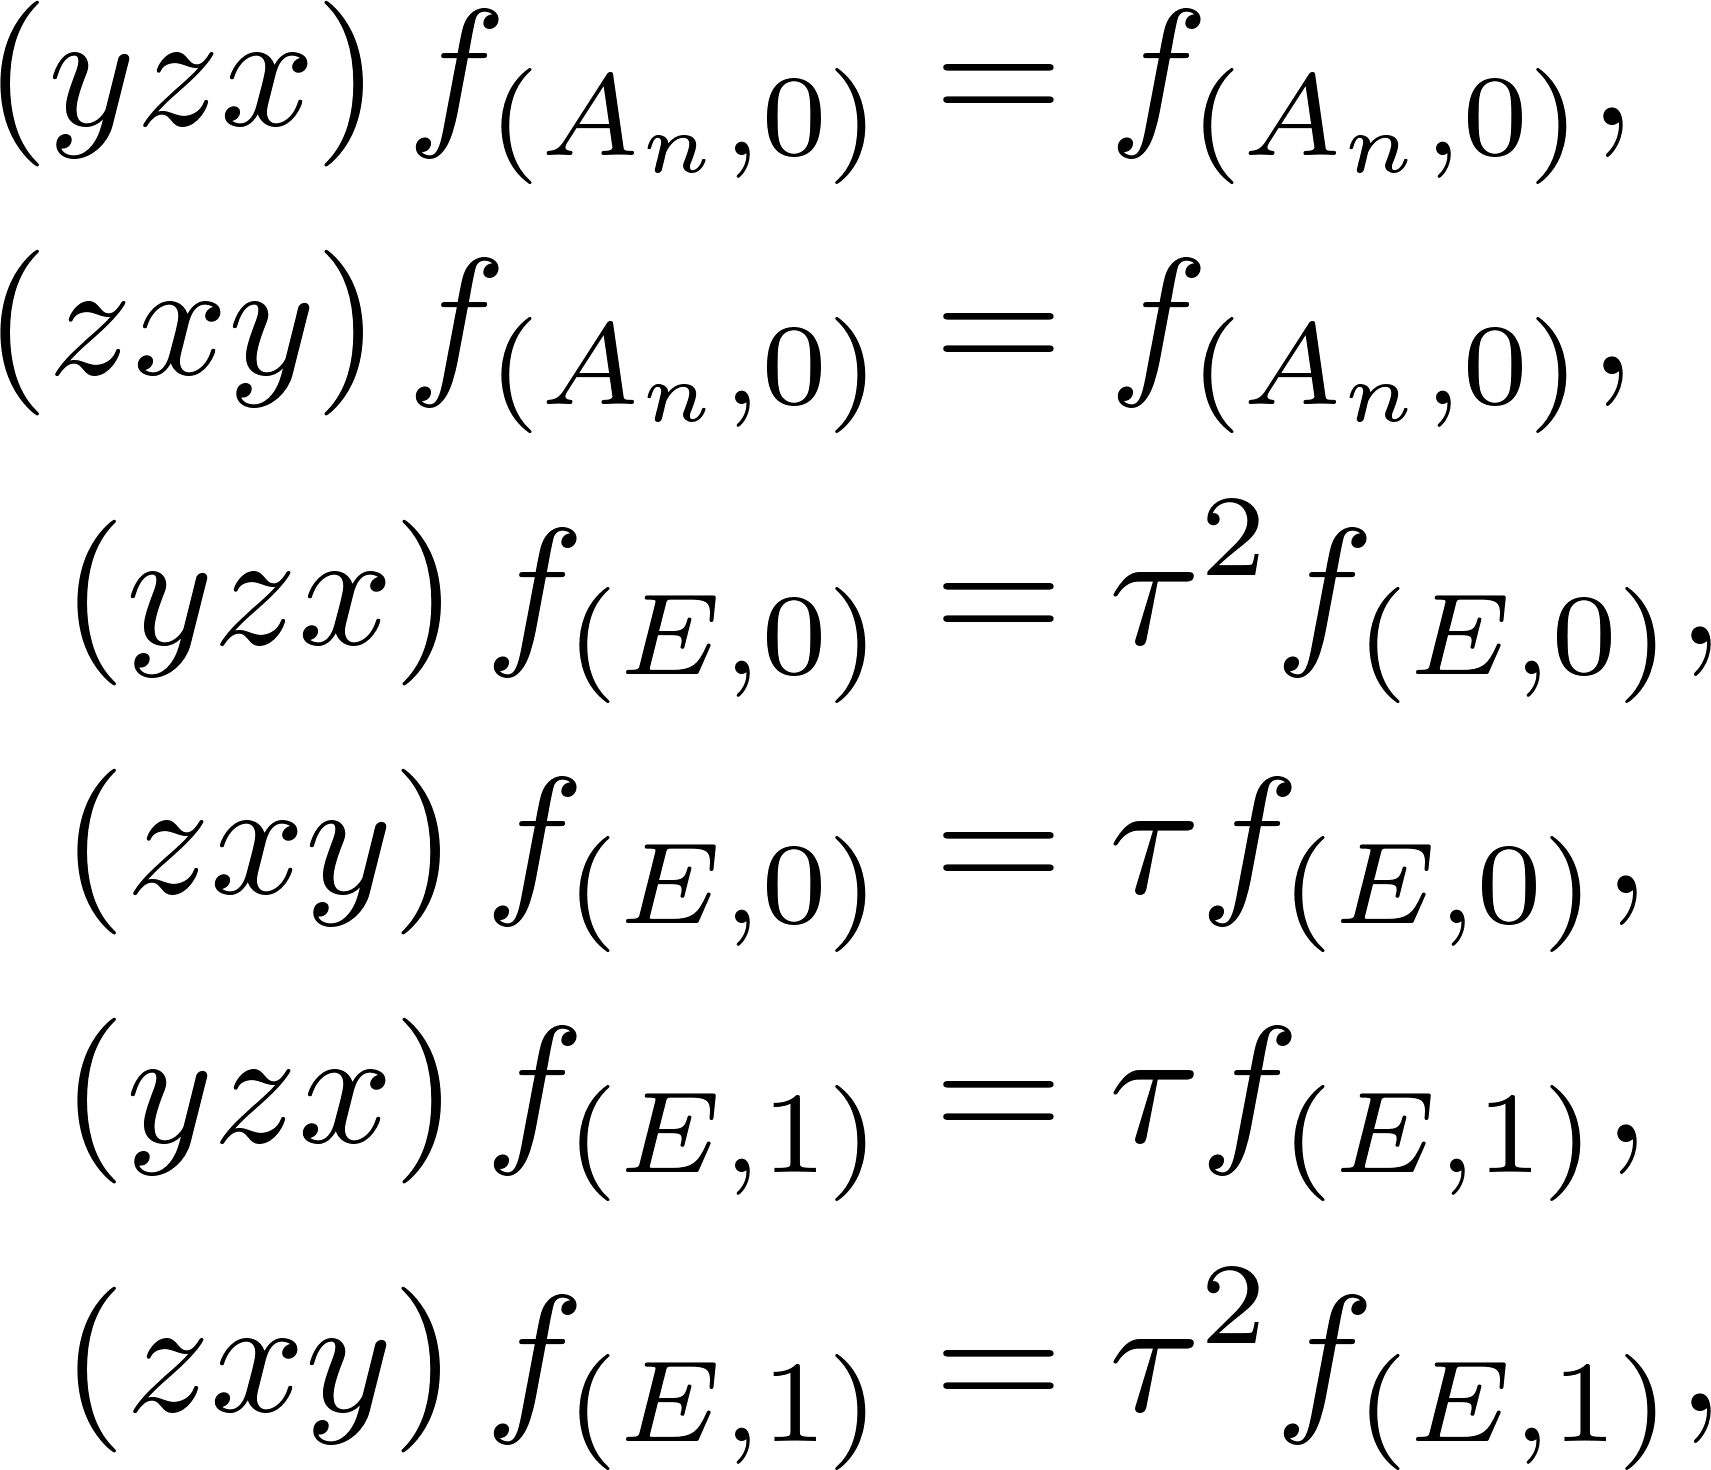 (yzx) f_{(A_n,0)} = f_{(A_n,0)},
(zxy) f_{(A_n,0)} = f_{(A_n,0)},
(yzx) f_{(E,0)} = τ^2 f_{(E,0)},
(zxy) f_{(E,0)} = τ f_{(E,0)},
(yzx) f_{(E,1)} = τ f_{(E,1)},
(zxy) f_{(E,1)} = τ^2 f_{(E,1)},